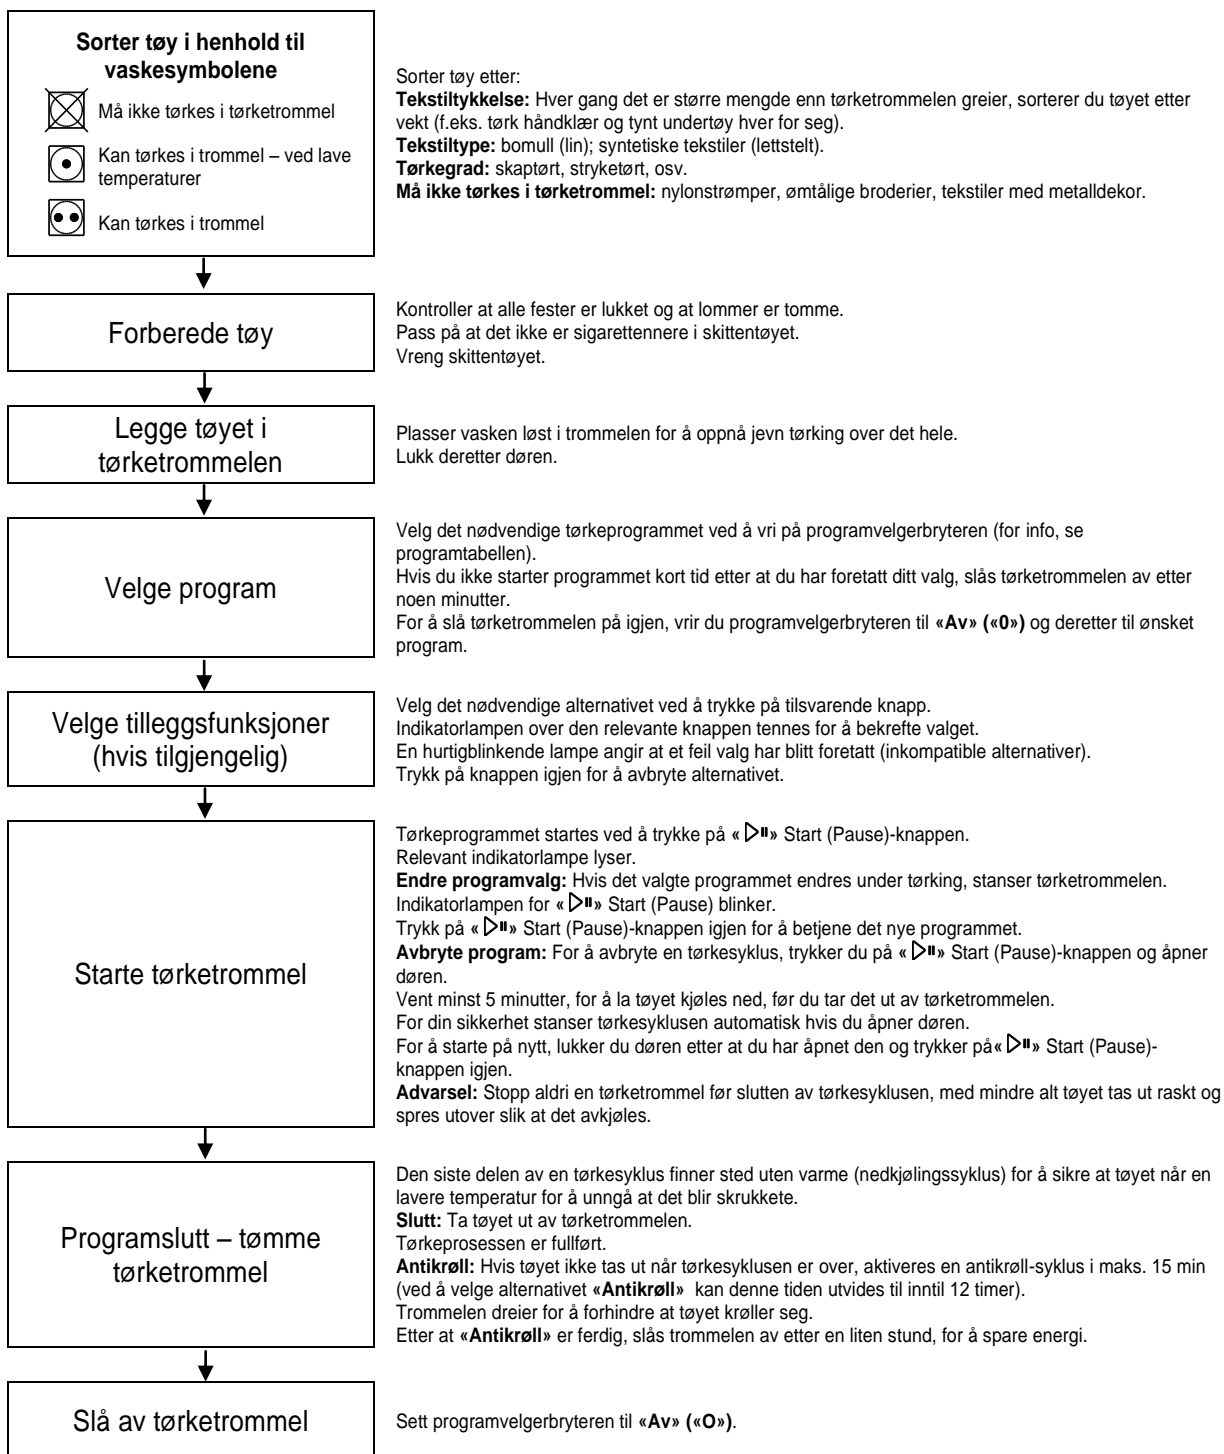 Sorter tøy i henhold til
vaskesymbolene
Må ikke tørkes i tørketrommel
Kan tørkes i trommel – ved lave
temperaturer
Kan tørkes i trommel
Sorter tøy etter:
Tekstiltykkelse: Hver gang det er større mengde enn tørketrommelen greier, sorterer du tøyet etter
vekt (f.eks. tørk håndklær og tynt undertøy hver for seg).
Tekstiltype: bomull (lin); syntetiske tekstiler (lettstelt).
Tørkegrad: skaptørt, stryketørt, osv.
Må ikke tørkes i tørketrommel: nylonstrømper, ømtålige broderier, tekstiler med metalldekor.
Forberede tøy
Kontroller at alle fester er lukket og at lommer er tomme.
Pass på at det ikke er sigarettennere i skittentøyet.
Vreng skittentøyet.
Legge tøyet i
tørketrommelen
Plasser vasken løst i trommelen for å oppnå jevn tørking over det hele.
Lukk deretter døren.
Velge program
Velg det nødvendige tørkeprogrammet ved å vri på programvelgerbryteren (for info, se
programtabellen).
Hvis du ikke starter programmet kort tid etter at du har foretatt ditt valg, slås tørketrommelen av etter
noen minutter.
For å slå tørketrommelen på igjen, vrir du programvelgerbryteren til «Av» («0») og deretter til ønsket
program.
Velge tilleggsfunksjoner
(hvis tilgjengelig)
Velg det nødvendige alternativet ved å trykke på tilsvarende knapp.
Indikatorlampen over den relevante knappen tennes for å bekrefte valget.
En hurtigblinkende lampe angir at et feil valg har blitt foretatt (inkompatible alternativer).
Trykk på knappen igjen for å avbryte alternativet.
Starte tørketrommel
Tørkeprogrammet startes ved å trykke på « » Start (Pause)-knappen.
Relevant indikatorlampe lyser.
Endre programvalg: Hvis det valgte programmet endres under tørking, stanser tørketrommelen.
Indikatorlampen for « » Start (Pause) blinker.
Trykk på « » Start (Pause)-knappen igjen for å betjene det nye programmet.
Avbryte program: For å avbryte en tørkesyklus, trykker du på « » Start (Pause)-knappen og åpner
døren.
Vent minst 5 minutter, for å la tøyet kjøles ned, før du tar det ut av tørketrommelen.
For din sikkerhet stanser tørkesyklusen automatisk hvis du åpner døren.
For å starte på nytt, lukker du døren etter at du har åpnet den og trykker på« » Start (Pause)-
knappen igjen.
Advarsel: Stopp aldri en tørketrommel før slutten av tørkesyklusen, med mindre alt tøyet tas ut raskt og
spres utover slik at det avkjøles.
Programslutt – tømme
tørketrommel
Den siste delen av en tørkesyklus finner sted uten varme (nedkjølingssyklus) for å sikre at tøyet når en
lavere temperatur for å unngå at det blir skrukkete.
Slutt: Ta tøyet ut av tørketrommelen.
Tørkeprosessen er fullført.
Antikrøll: Hvis tøyet ikke tas ut når tørkesyklusen er over, aktiveres en antikrøll-syklus i maks. 15 min
(ved å velge alternativet «Antikrøll» kan denne tiden utvides til inntil 12 timer).
Trommelen dreier for å forhindre at tøyet krøller seg.
Etter at «Antikrøll» er ferdig, slås trommelen av etter en liten stund, for å spare energi.
Slå av tørketrommel
Sett programvelgerbryteren til «Av» («O»).